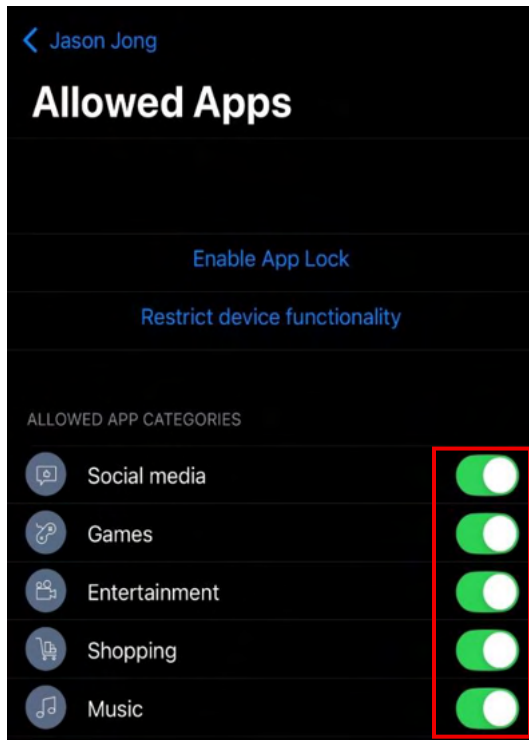 Jason Jong
Allowed Apps
Enable App Lock
Restrict device functionality
ALLOWED APP CATEGORIES
Social media
Games
Entertainment
Shopping
Music